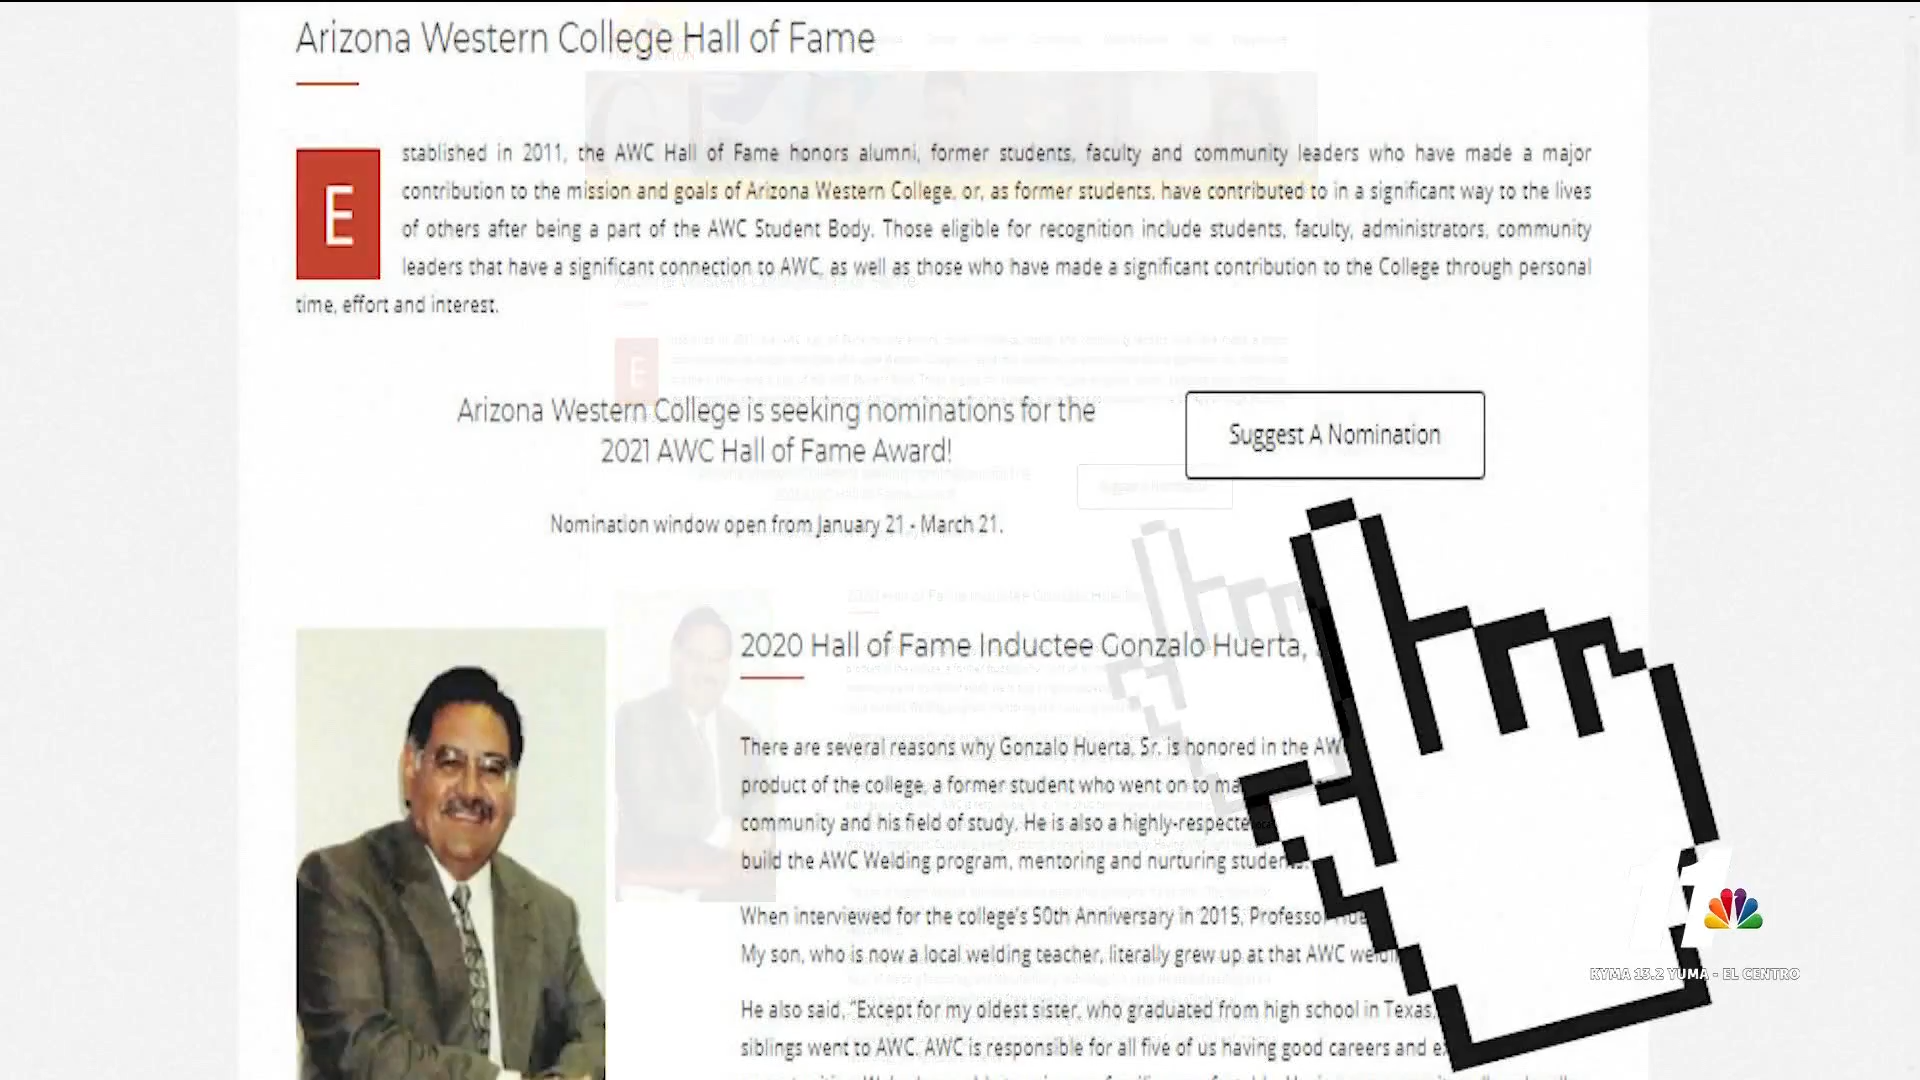 Arizona Western College Hall of Fame
Established in 2011, the AWC Hall of Fame honors alumni, former students, faculty and community leaders who have made a major
contribution to the mission and goals of Arizona Western College, or, as former students, have contributed to in a significant way to the lives
of others after being a part of the AWC Student Body. Those eligible for recognition include students, faculty, administrators, community
leaders that have a significant connection to AWC, as well as those who have made a significant contribution to the College through personal
time, effort and interest.
Arizona Western College is seeking nominations for the
2021 AWC Hall of Fame Award!
Suggest A Nomination
Nomination window open from January 21 - March 21.
2020 Hall of Fame Inductee Gonzalo Huerta,
There are several reasons why Gonzalo Huerta, Sr. is honored in the AW
product of the college, a former student who went on to ma
community and his field of study. He is also a highly-respecte
build the AWC Welding program, mentoring and nurturing studen
When interviewed for the college's 50th Anniversary in 2015, Professor Hue
My son, who is now a local welding teacher, literally grew up at that AWC weldin
He also said, "Except for my oldest sister, who graduated from high school in Texas,
siblings went to AWC. AWC is responsible for all five of us having good careers and e
11
KYMA 13.2 YUMA - EL CENTRO